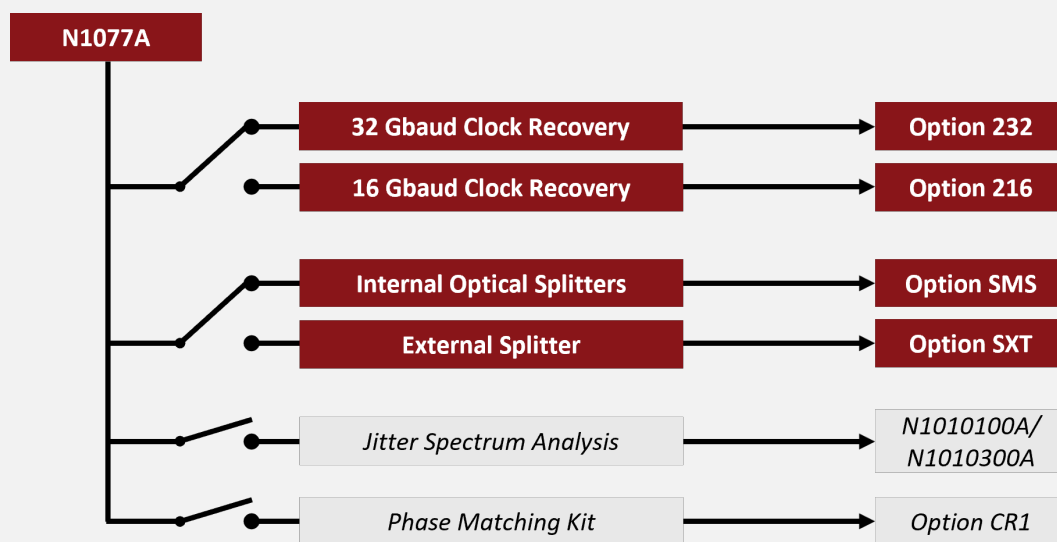 N1077A
32 Gbaud Clock Recovery
Option 232
16 Gbaud Clock Recovery
Option 216
Internal Optical Splitters
Option SMS
External Splitter
Option SXT
Jitter Spectrum Analysis
N1010100A/
N1010300A
Phase Matching Kit
Option CR1